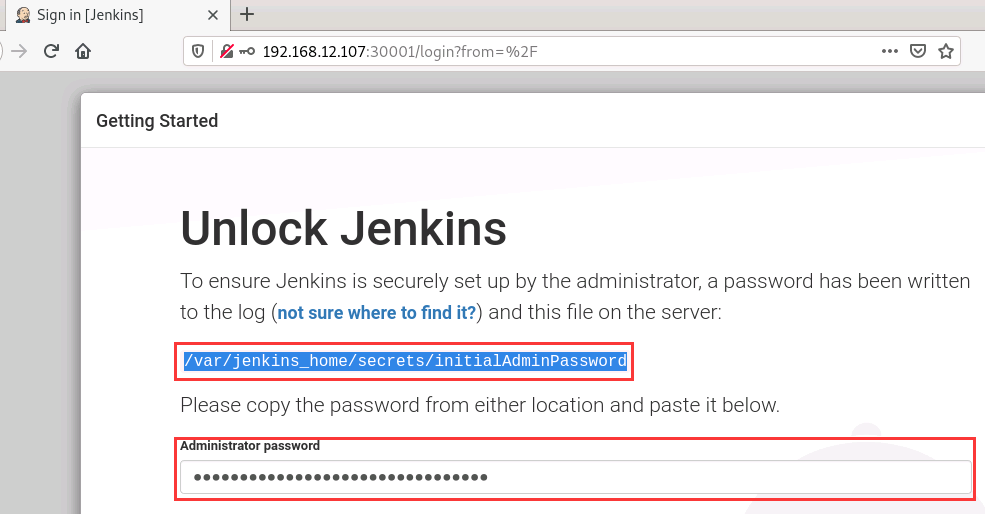 Sign in [Jenkins]
192.168.12.107:30001/login?from=%2F
Getting Started
Unlock Jenkins
To ensure Jenkins is securely set up by the administrator, a password has been written
to the log (not sure where to find it?) and this file on the server:
/var/jenkins_home/secrets/initialAdminPassword
Please copy the password from either location and paste it below.
Administrator password